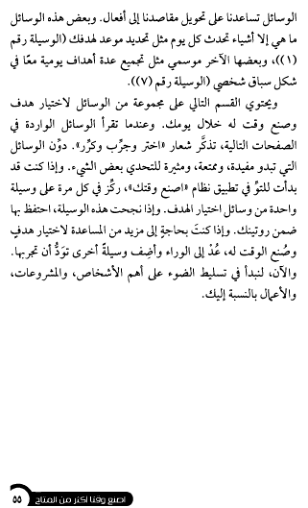 الوسائل تساعدنا على تحويل مقاصدنا إلى أفعال. وبعض هذه الوسائل
ما هي إلا أشياء تحدث كل يوم مثل تحديد موعد لهدفك (الوسيلة رقم
(١))، وبعضها الآخر موسمي مثل تجميع عدة أهداف يومية معًا في
شكل سباق شخصي (الوسيلة رقم (٧)).
ويحتوي القسم التالي على مجموعة من الوسائل لاختيار هدف
وصنع وقت له خلال يومك. وعندما تقرأ الوسائل الواردة في
الصفحات التالية، تذكَّر شعار «اختر وجرِّب وكرِّر». دوِّن الوسائل
التي تبدو مفيدة، وممتعة، ومثيرة للتحدي بعض الشيء. وإذا كنت قد
بدأت للتوِّ في تطبيق نظام «اصنع وقتك»، ركِّز في كل مرة على وسيلة
واحدة من وسائل اختيار الهدف. وإذا نجحت هذه الوسيلة، احتفظ بها
ضمن روتينك. وإذا كنتَ بحاجةٍ إلى مزيد من المساعدة لاختيار هدفٍ
وصُنع الوقت له، عُدْ إلى الوراء وأضِف وسيلةً أخرى تودُّ أن تجربها.
والآن، لنبدأ في تسليط الضوء على أهم الأشخاص، والمشروعات،
والأعمال بالنسبة إليك.
اصنع وقتا أكثر من المتاح ٥٥